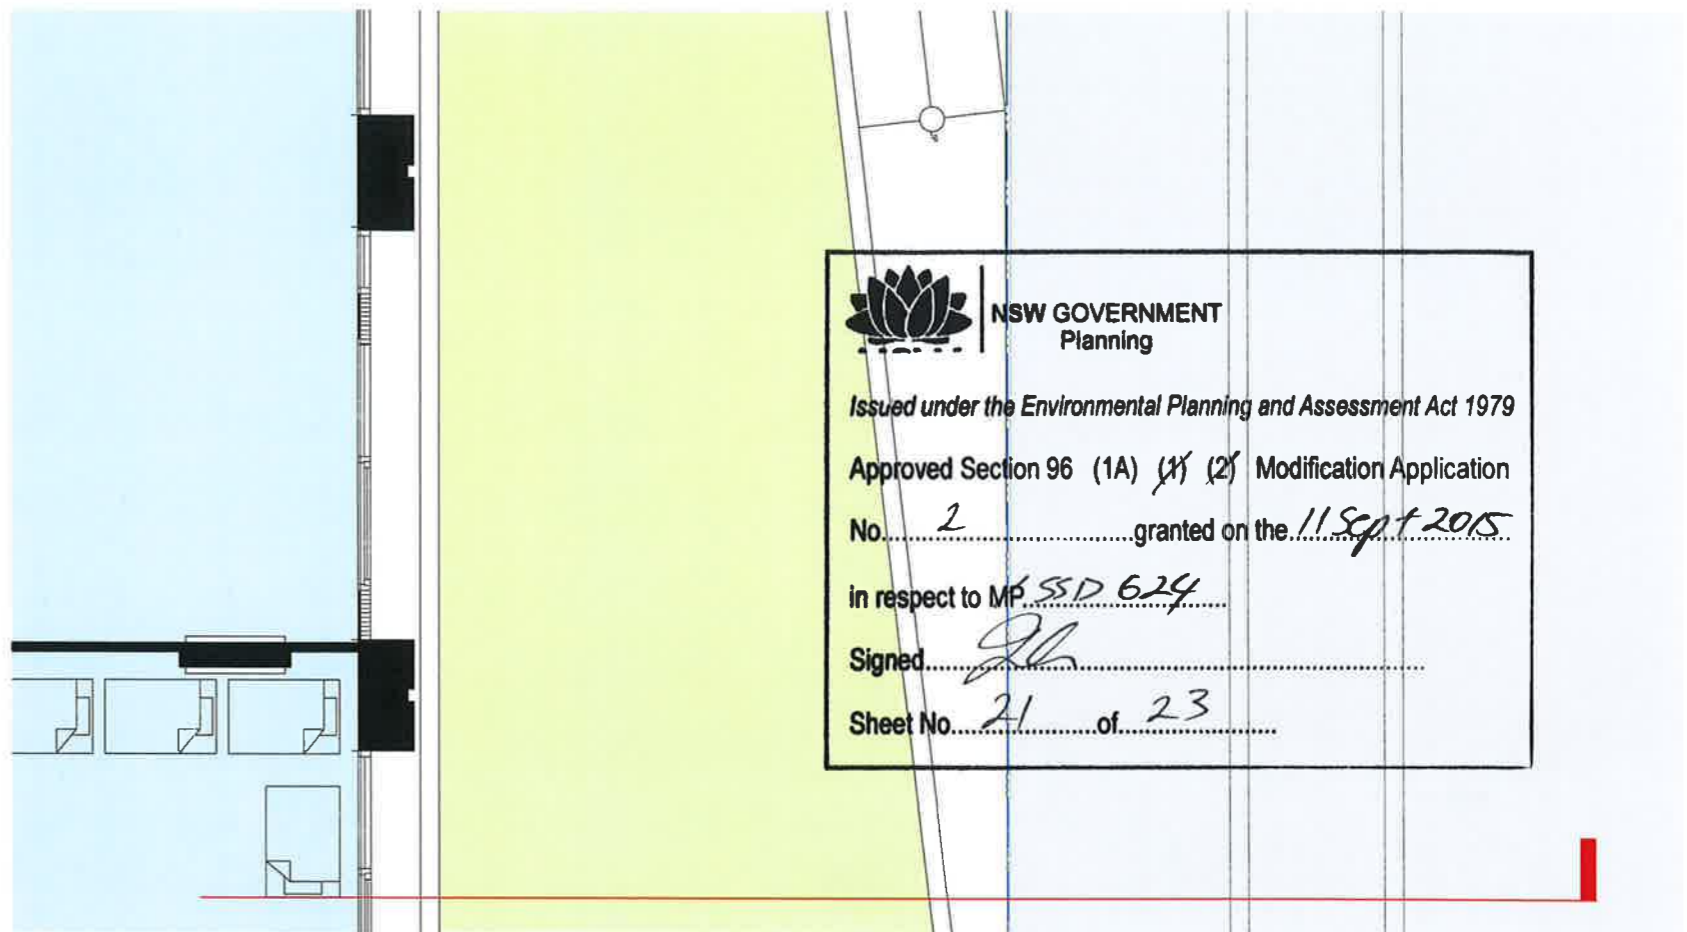 NSW GOVERNMENT
Planning
Issued under the Environmental Planning and Assessment Act 1979
Approved Section 96 (1A) (1) (2) Modification Application
No. 2 granted on the 11 Sept 2015
in respect to MP SSD 624
Signed
Sheet No. 21 of 23